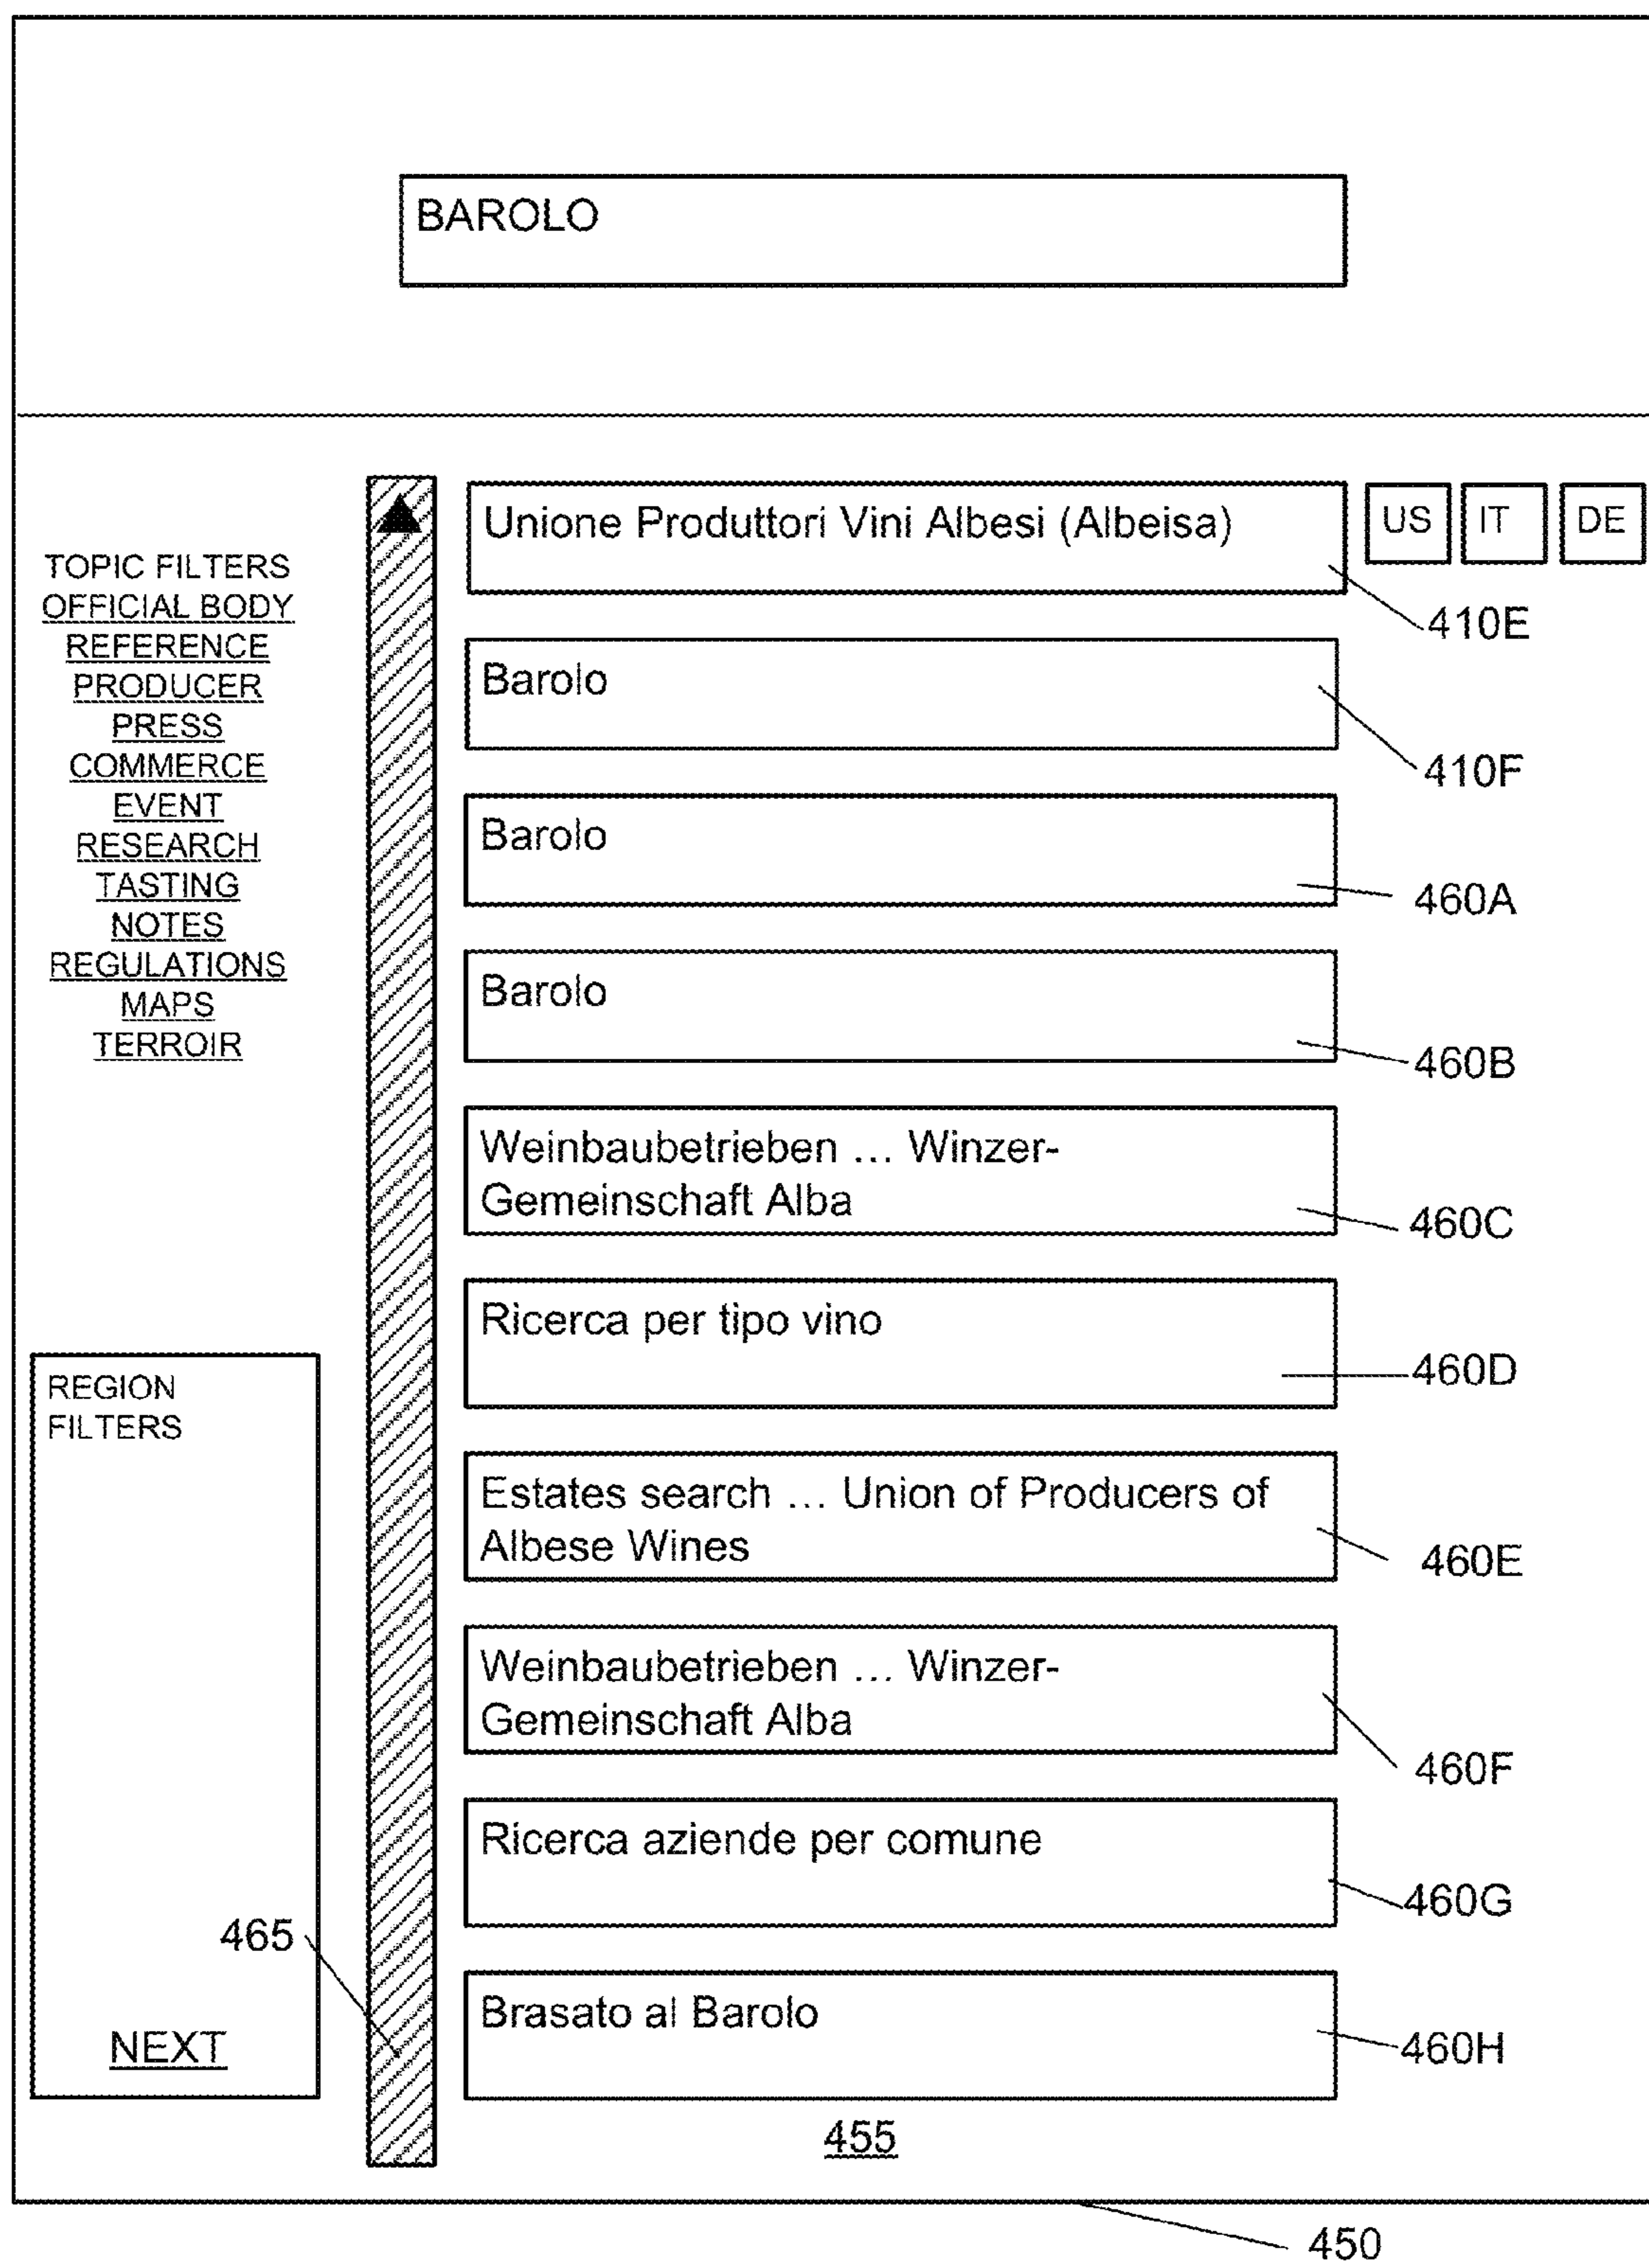 BAROLO
Unione Produttori Vini Albesi (Albeisa)
US
IT
DE
410E
TOPIC FILTERS
OFFICIAL BODY
REFERENCE
PRODUCER
PRESS
COMMERCE
EVENT
RESEARCH
TASTING
NOTES
REGULATIONS
MAPS
TERROIR
Barolo
410F
Barolo
460A
Barolo
460B
Weinbaubetrieben ... Winzer-
Gemeinschaft Alba
460C
Ricerca per tipo vino
460D
REGION
FILTERS
Estates search ... Union of Producers of
Albese Wines
460E
Weinbaubetrieben ... Winzer-
Gemeinschaft Alba
460F
Ricerca aziende per comune
460G
465
Brasato al Barolo
460H
NEXT
455
450